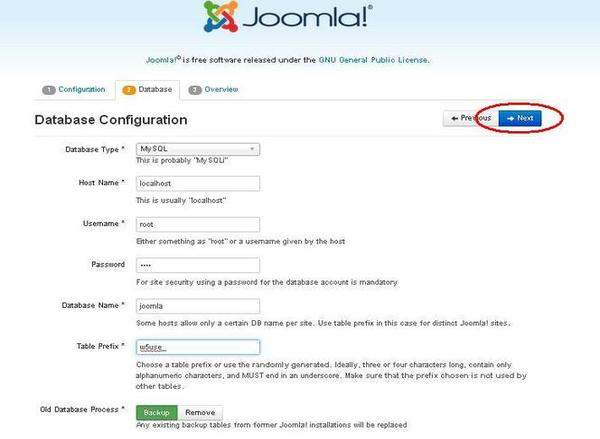 Joomla!®
Joomla!® is free software released under the GNU General Public License.
1 Configuration 2 Database 3 Overview
Database Configuration
Previous Next
Database Type * MySQL
This is probably "MySQLi"
Host Name * localhost
This is usually "localhost"
Username * root
Either something as "root" or a username given by the host
Password ••••
For site security using a password for the database account is mandatory
Database Name * joomla
Some hosts allow only a certain DB name per site. Use table prefix in this case for distinct Joomla! sites.
Table Prefix * w5use_
Choose a table prefix or use the randomly generated. Ideally, three or four characters long, contain only
alphanumeric characters, and MUST end in an underscore. Make sure that the prefix chosen is not used by
other tables.
Old Database Process * Backup Remove
Any existing backup tables from former Joomla! installations will be replaced